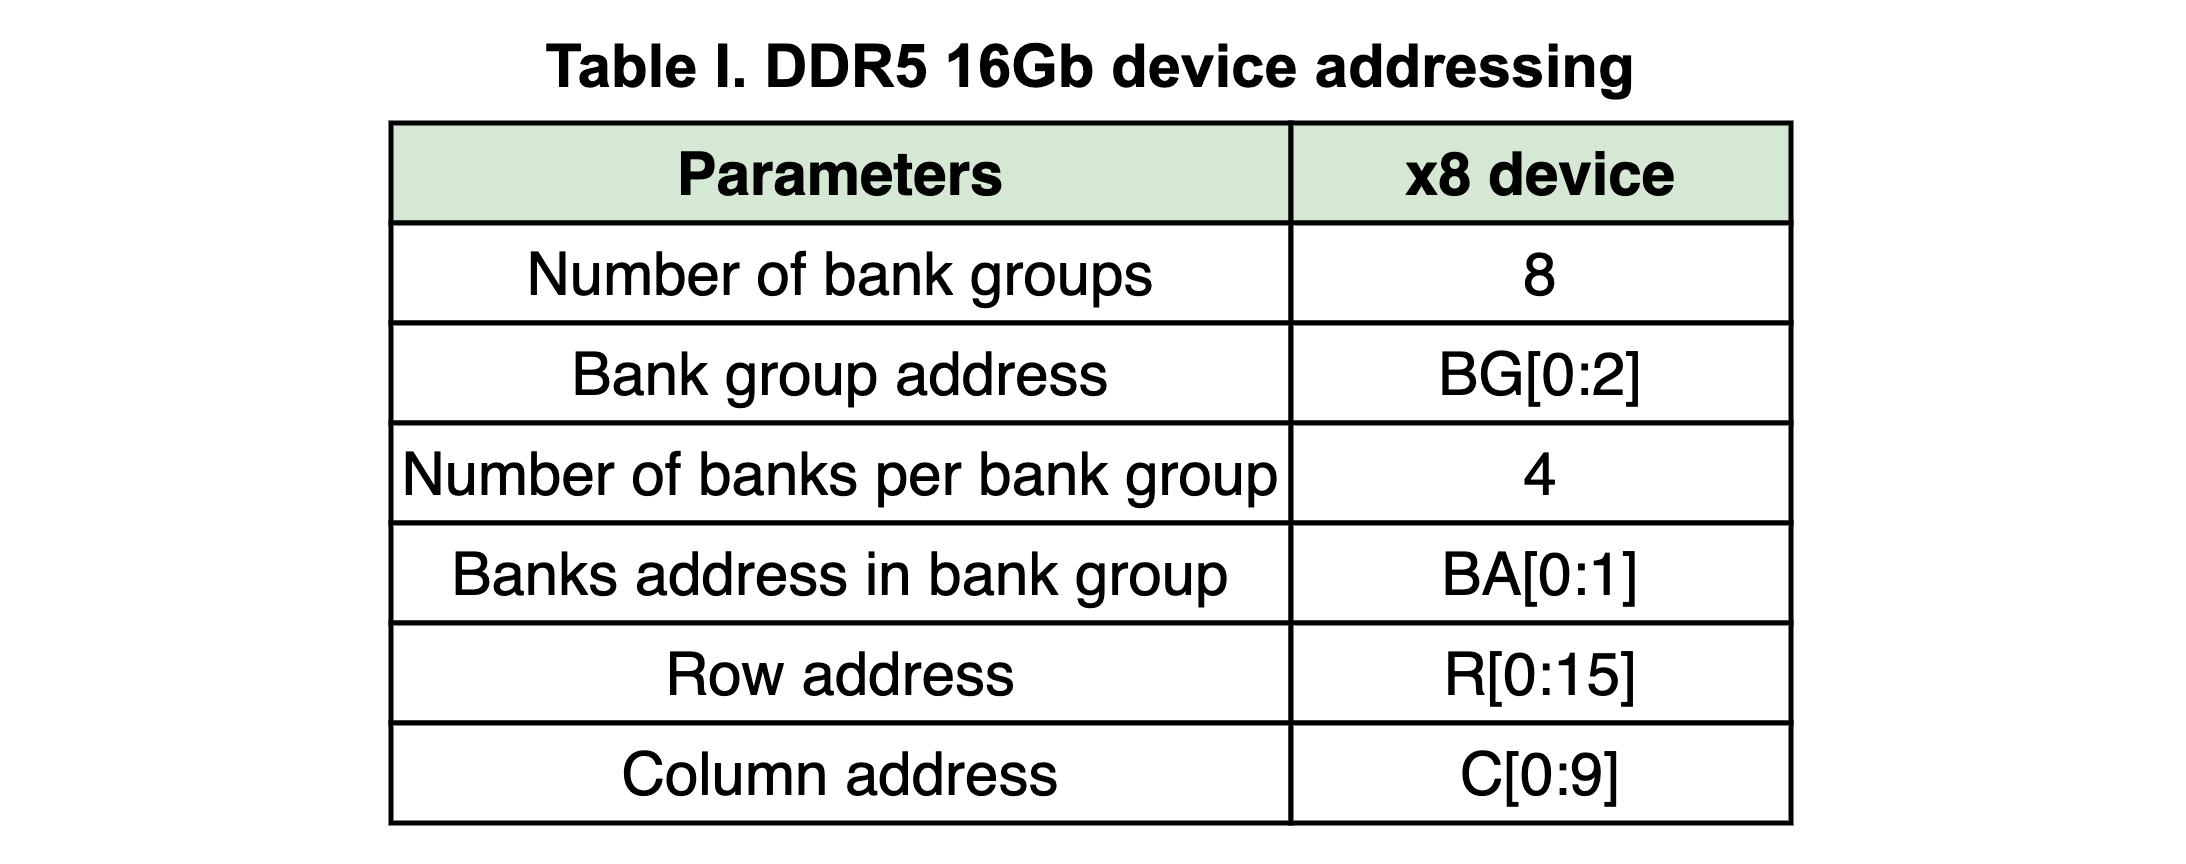 Table I. DDR5 16Gb device addressing
Parameters x8 device
Number of bank groups 8
Bank group address BG[0:2]
Number of banks per bank group 4
Banks address in bank group BA[0:1]
Row address R[0:15]
Column address C[0:9]